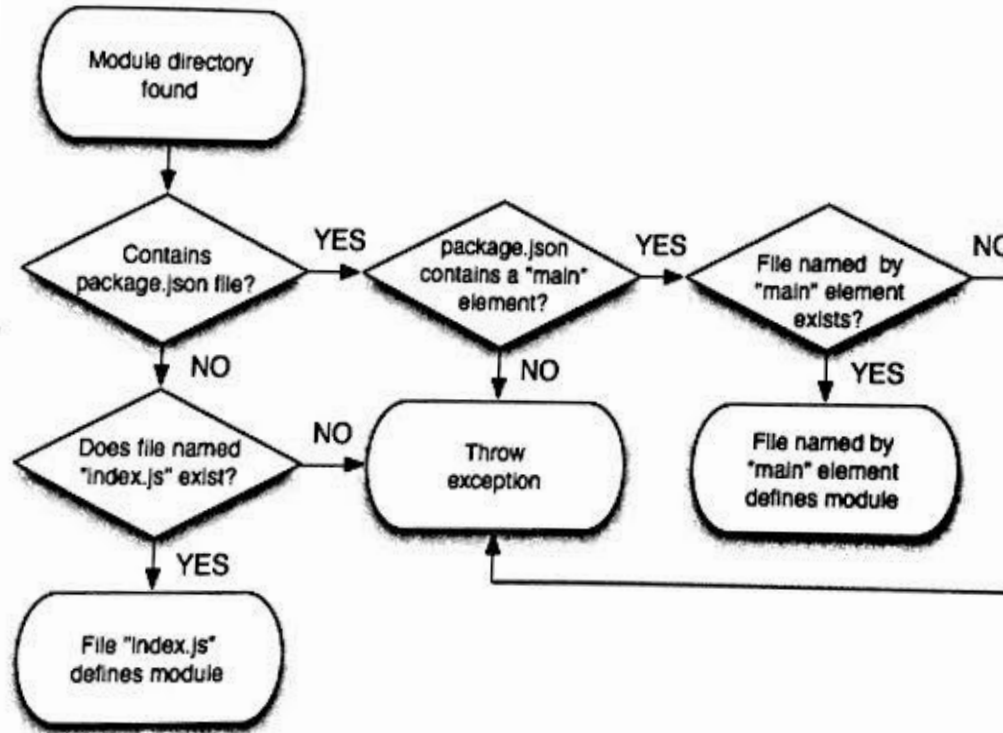 Module directory
found
Contains
package.json file?
YES
package.json
contains a "main"
element?
YES
File named by
"main" element
exists?
NO
NO
NO
YES
Does file named
"index.js" exist?
NO
Throw
exception
File named by
"main" element
defines module
YES
File "index.js"
defines module